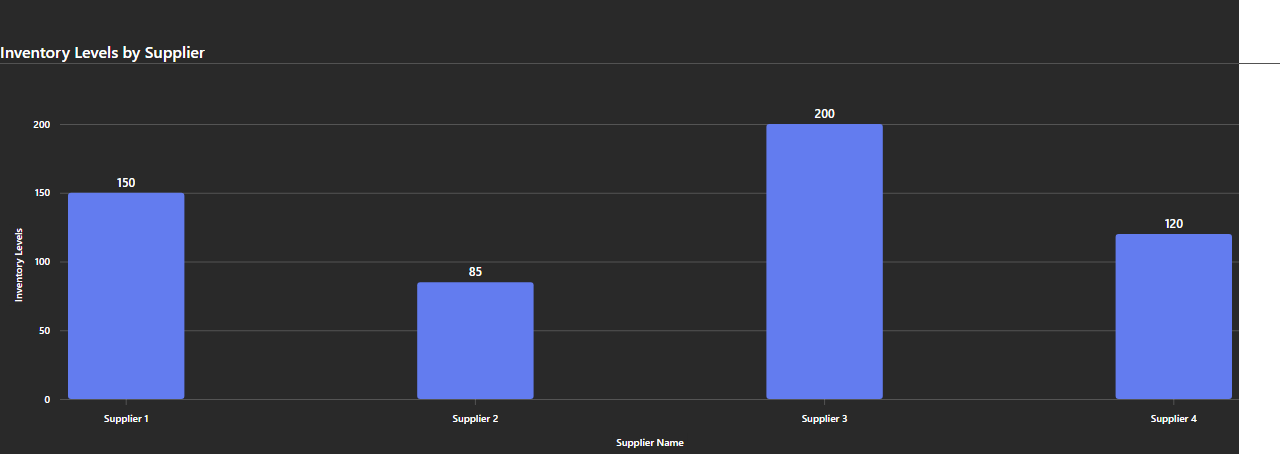 Inventory Levels by Supplier
200
200
150
150
120
100
85
50
0
Inventory Levels
Supplier 1
Supplier 2
Supplier 3
Supplier 4
Supplier Name